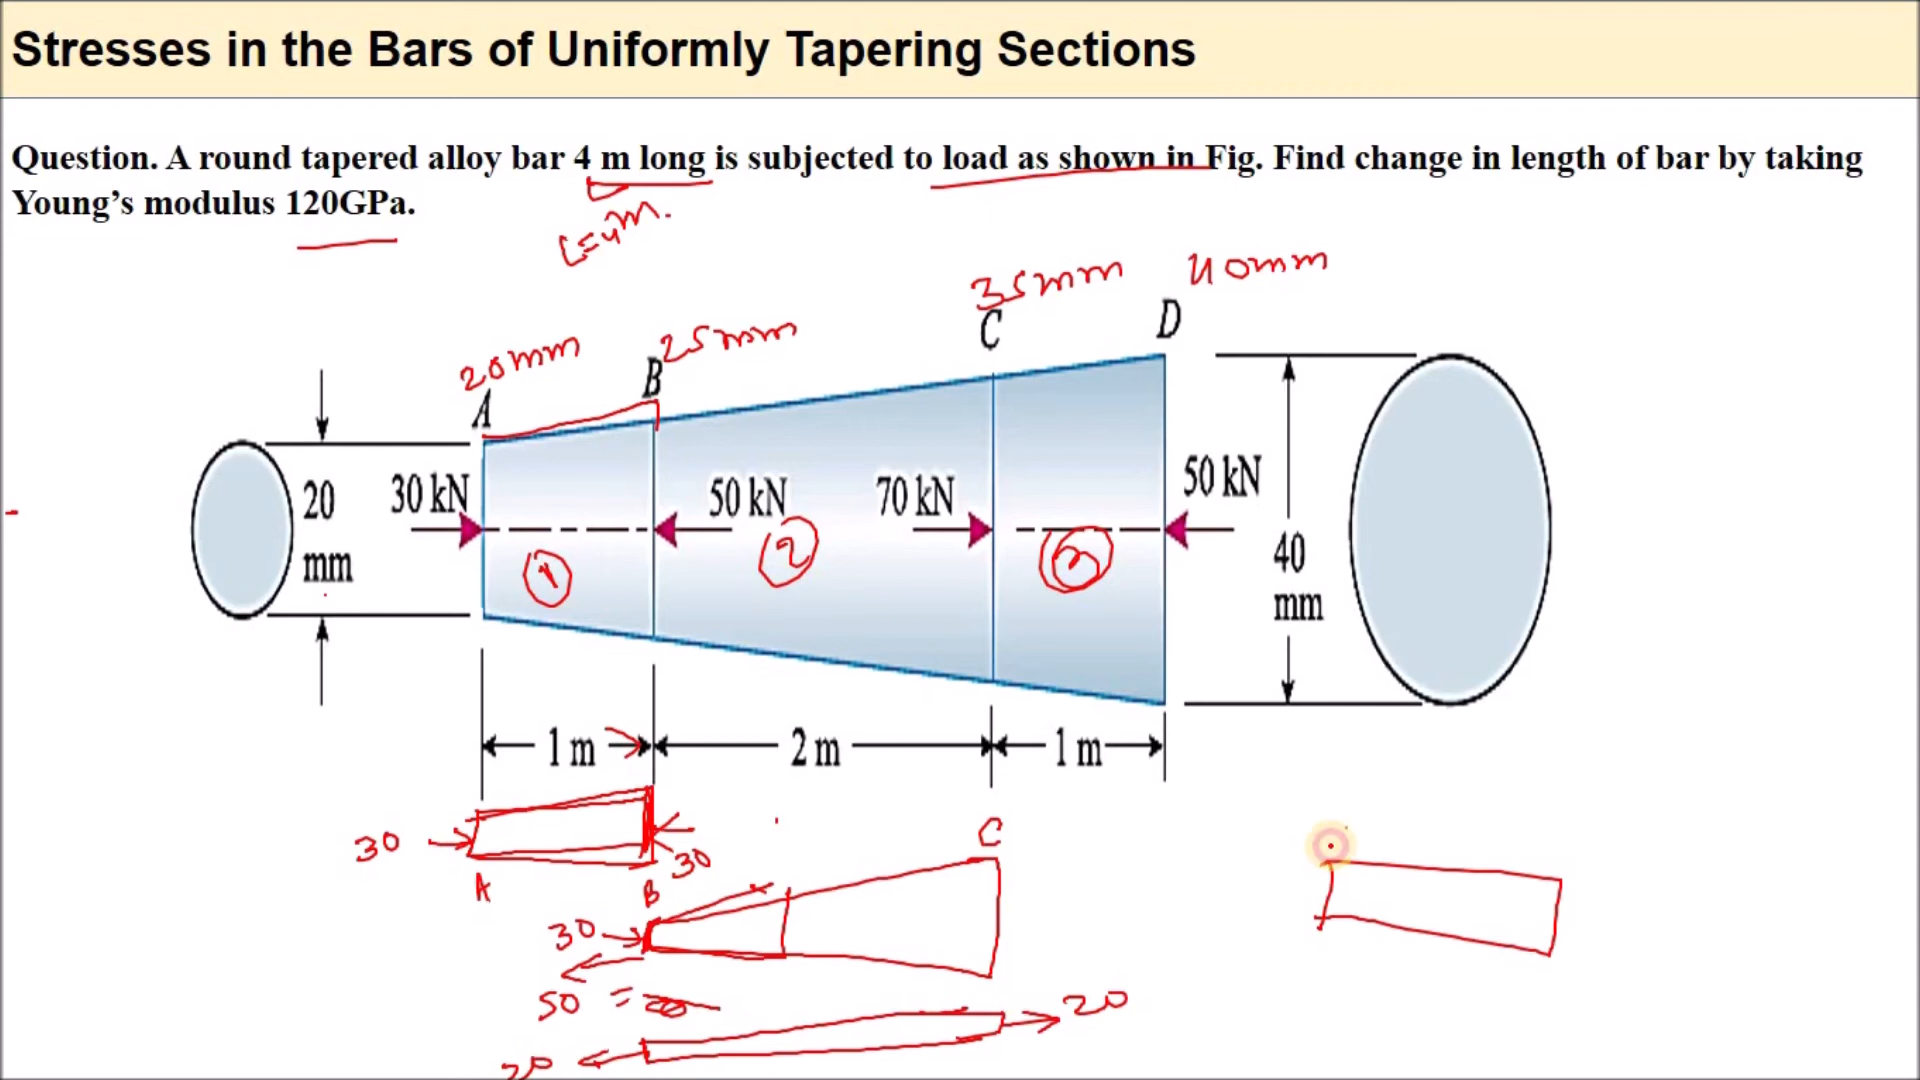 Stresses in the Bars of Uniformly Tapering Sections
Question. A round tapered alloy bar 4 m long is subjected to load as shown in Fig. Find change in length of bar by taking
Young's modulus 120GPa.
L=4m.
20mm
25mm
35mm
40mm
A
B
C
D
20
mm
30 kN
50 kN
70 kN
50 kN
40
mm
1
2
3
1 m
2 m
1 m
30
30
A
B
C
30
50 = 20
20
20